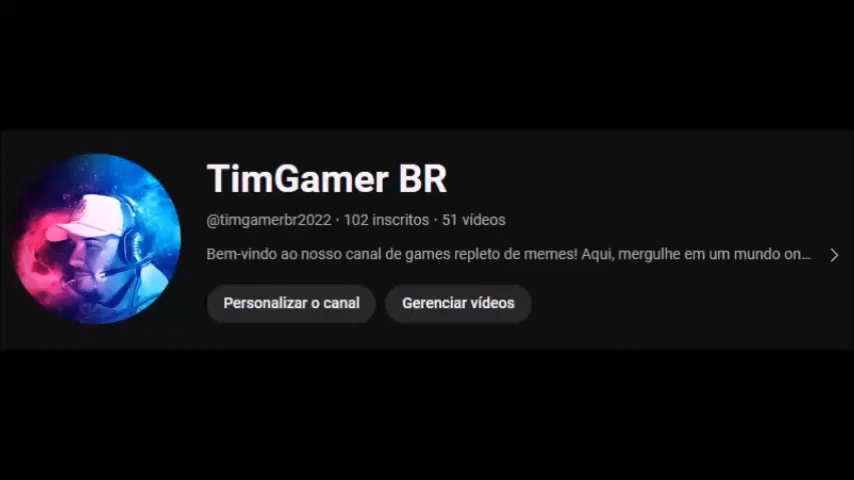 TimGamer BR
@timgamerbr2022 · 102 inscritos · 51 vídeos
Bem-vindo ao nosso canal de games repleto de memes! Aqui, mergulhe em um mundo on...
Personalizar o canal Gerenciar vídeos